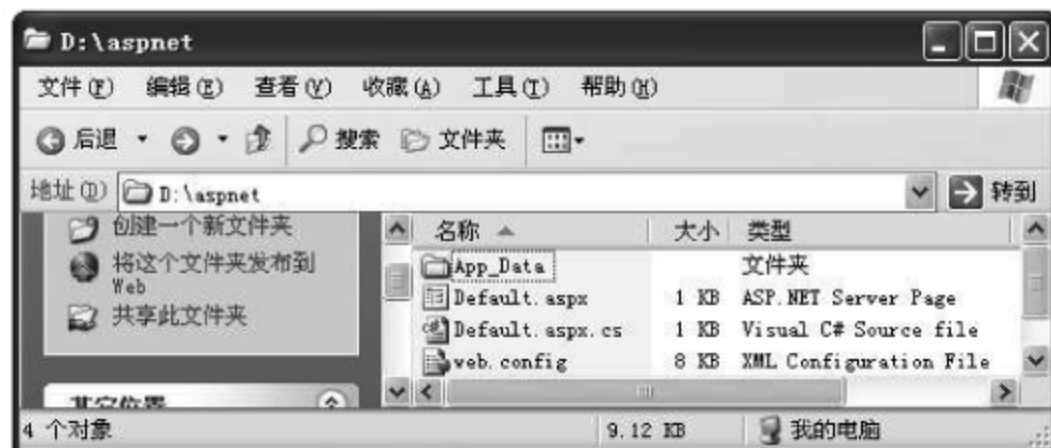 D:\aspnet
文件(F) 编辑(E) 查看(V) 收藏(A) 工具(T) 帮助(H)
后退 搜索 文件夹
地址(D) D:\aspnet 转到
创建一个新文件夹
将这个文件夹发布到
Web
共享此文件夹
其它位置
名称 大小 类型
App_Data 文件夹
Default.aspx 1 KB ASP.NET Server Page
Default.aspx.cs 1 KB Visual C# Source file
web.config 8 KB XML Configuration File
4 个对象 9.12 KB 我的电脑